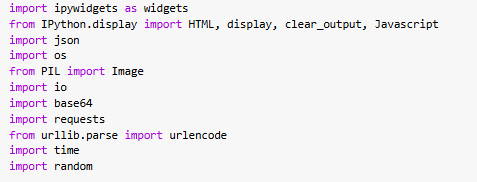 import ipywidgets as widgets
from IPython.display import HTML, display, clear_output, Javascript
import json
import os
from PIL import Image
import io
import base64
import requests
from urllib.parse import urlencode
import time
import random